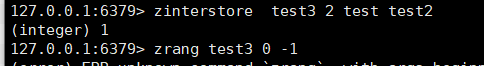 127.0.0.1:6379> zinterstore  test3 2 test test2
(integer) 1
127.0.0.1:6379> zrang test3 0 -1